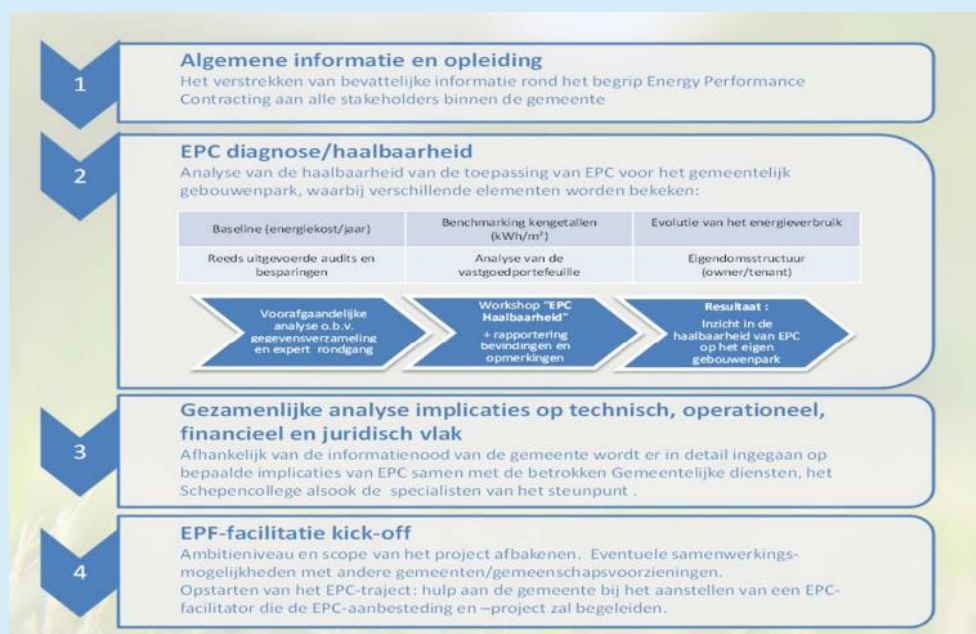 1
Algemene informatie en opleiding
Het verstrekken van bevattelijke informatie rond het begrip Energy Performance
Contracting aan alle stakeholders binnen de gemeente
2
EPC diagnose/haalbaarheid
Analyse van de haalbaarheid van de toepassing van EPC voor het gemeentelijk
gebouwenpark, waarbij verschillende elementen worden bekeken:
Baseline (energiekost/jaar)
Benchmarking kengetallen
(kWh/m²)
Evolutie van het energieverbruik
Reeds uitgevoerde audits en
besparingen
Analyse van de
vastgoedportefeuille
Eigendomsstructuur
(owner/tenant)
Voorafgaandelijke
analyse o.b.v.
gegevensverzameling
en expert rondgang
Workshop "EPC
Haalbaarheid"
+ rapportering
bevindingen en
opmerkingen
Resultaat :
Inzicht in de
haalbaarheid van EPC
op het eigen
gebouwenpark
3
Gezamenlijke analyse implicaties op technisch, operationeel,
financieel en juridisch vlak
Afhankelijk van de informatienood van de gemeente wordt er in detail ingegaan op
bepaalde implicaties van EPC samen met de betrokken Gemeentelijke diensten, het
Schepencollege alsook de specialisten van het steunpunt .
4
EPF-facilitatie kick-off
Ambitieniveau en scope van het project afbakenen. Eventuele samenwerkings-
mogelijkheden met andere gemeenten/gemeenschapsvoorzieningen.
Opstarten van het EPC-traject: hulp aan de gemeente bij het aanstellen van een EPC-
facilitator die de EPC-aanbesteding en –project zal begeleiden.